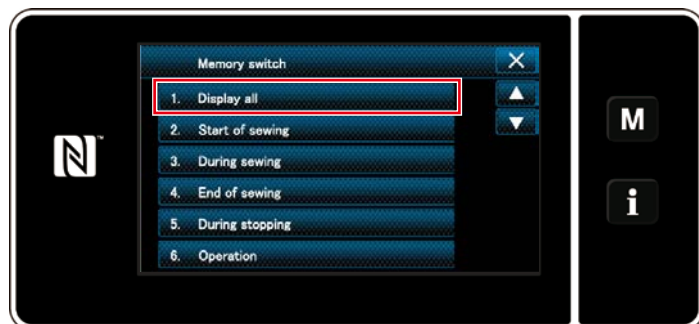 Memory switch
1. Display all
2. Start of sewing
3. During sewing
4. End of sewing
5. During stopping
6. Operation
M
i